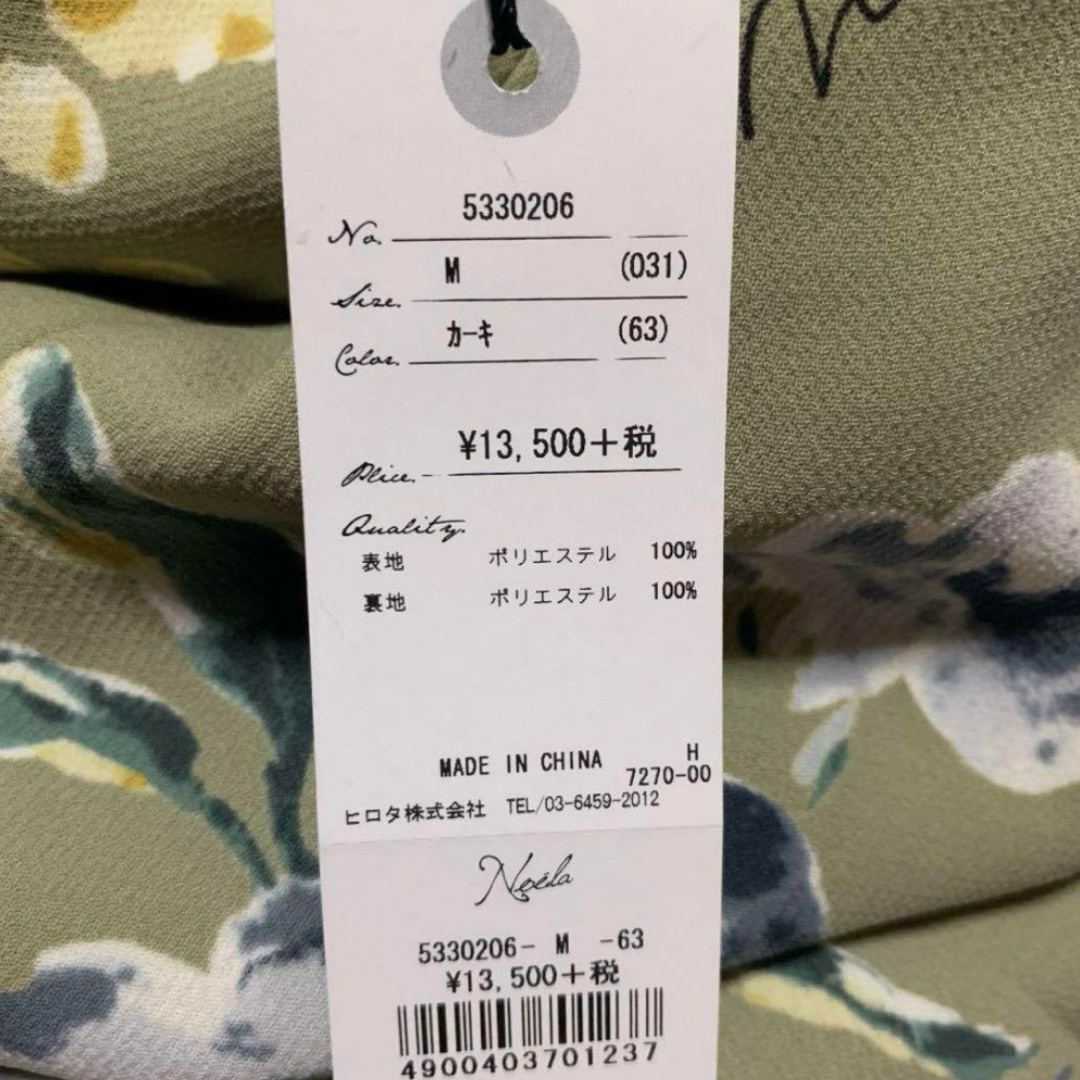 5330206
No.
M (031)
Size.
ｶｰｷ (63)
Color.
¥13,500+税
Plice.
Quality.
表地 ポリエステル 100%
裏地 ポリエステル 100%
MADE IN CHINA H
7270-00
ヒロタ株式会社 TEL/03-6459-2012
Noéla
5330206- M -63
¥13,500+税
4900403701237